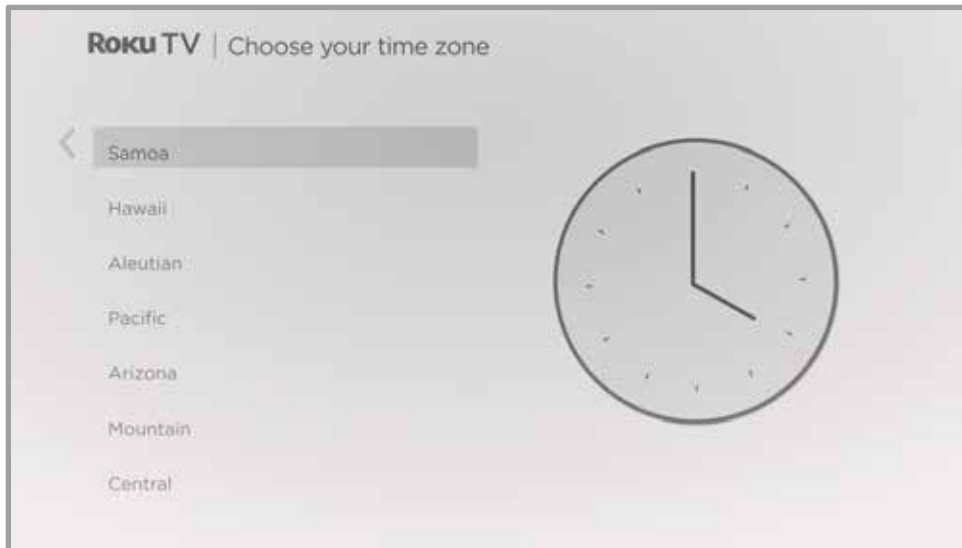 Roku TV | Choose your time zone
Samoa
Hawaii
Aleutian
Pacific
Arizona
Mountain
Central